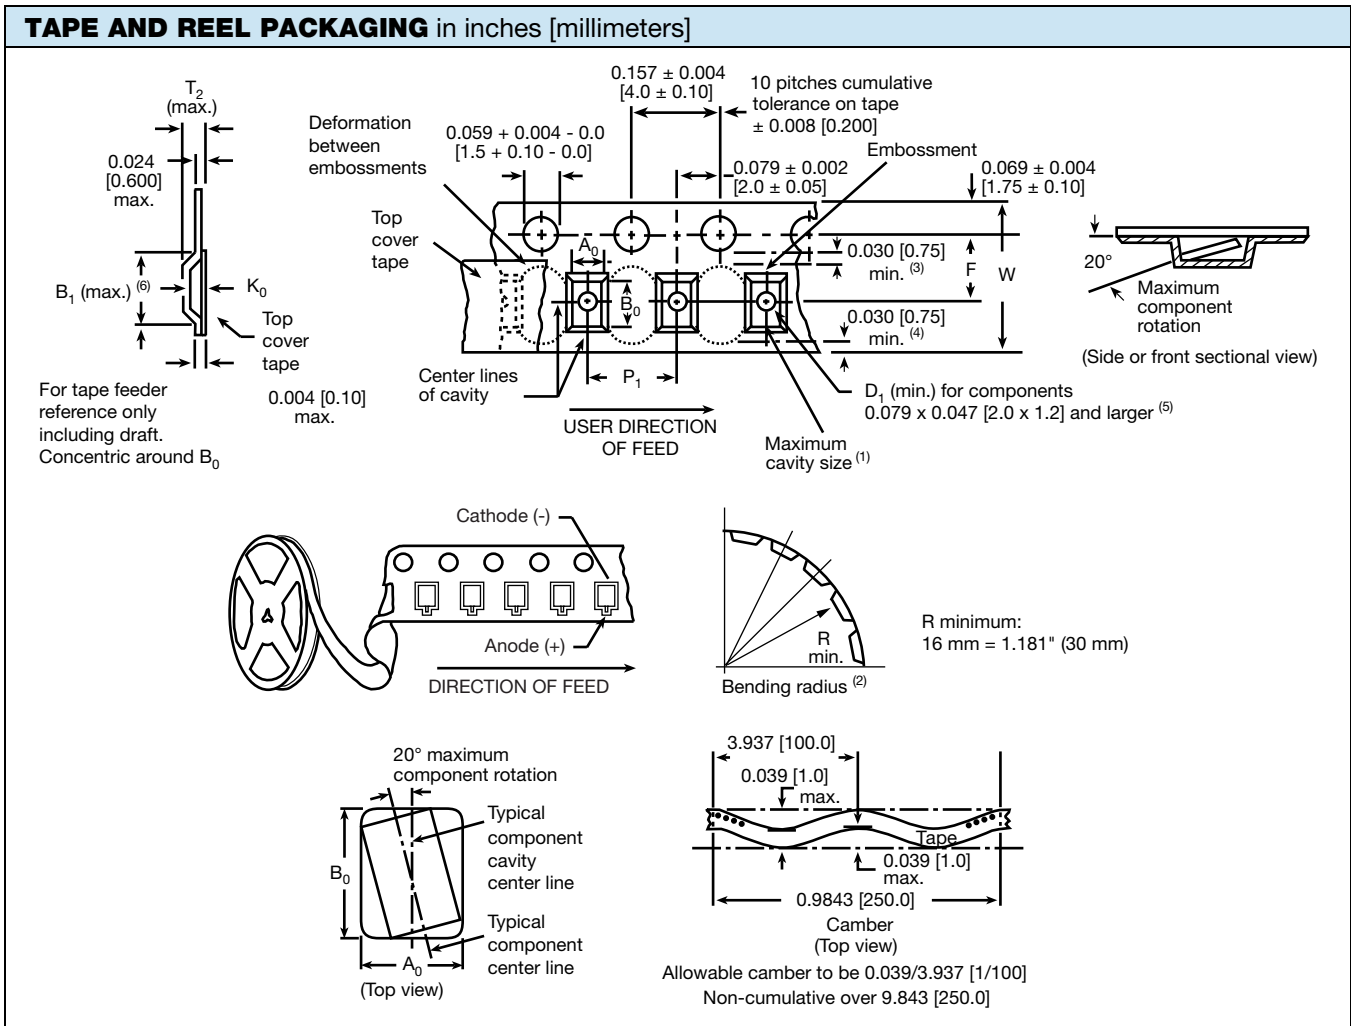 TAPE AND REEL PACKAGING in inches [millimeters]
T2
(max.)
0.024
[0.600]
max.
B1 (max.) (6)
K0
Top
cover
tape
For tape feeder
reference only
including draft.
Concentric around B0
0.004 [0.10]
max.
Deformation
between
embossments
0.059 + 0.004 - 0.0
[1.5 + 0.10 - 0.0]
0.157 ± 0.004
[4.0 ± 0.10]
10 pitches cumulative
tolerance on tape
± 0.008 [0.200]
0.079 ± 0.002
[2.0 ± 0.05]
Embossment
0.069 ± 0.004
[1.75 ± 0.10]
Top
cover
tape
A0
B0
0.030 [0.75]
min. (3)
F
W
0.030 [0.75]
min. (4)
Center lines
of cavity
P1
USER DIRECTION
OF FEED
D1 (min.) for components
0.079 x 0.047 [2.0 x 1.2] and larger (5)
Maximum
cavity size (1)
20°
Maximum
component
rotation
(Side or front sectional view)
Cathode (-)
Anode (+)
DIRECTION OF FEED
R
min.
Bending radius (2)
R minimum:
16 mm = 1.181" (30 mm)
20° maximum
component rotation
Typical
component
cavity
center line
B0
Typical
component
center line
A0
(Top view)
3.937 [100.0]
0.039 [1.0]
max.
Tape
0.039 [1.0]
max.
0.9843 [250.0]
Camber
(Top view)
Allowable camber to be 0.039/3.937 [1/100]
Non-cumulative over 9.843 [250.0]